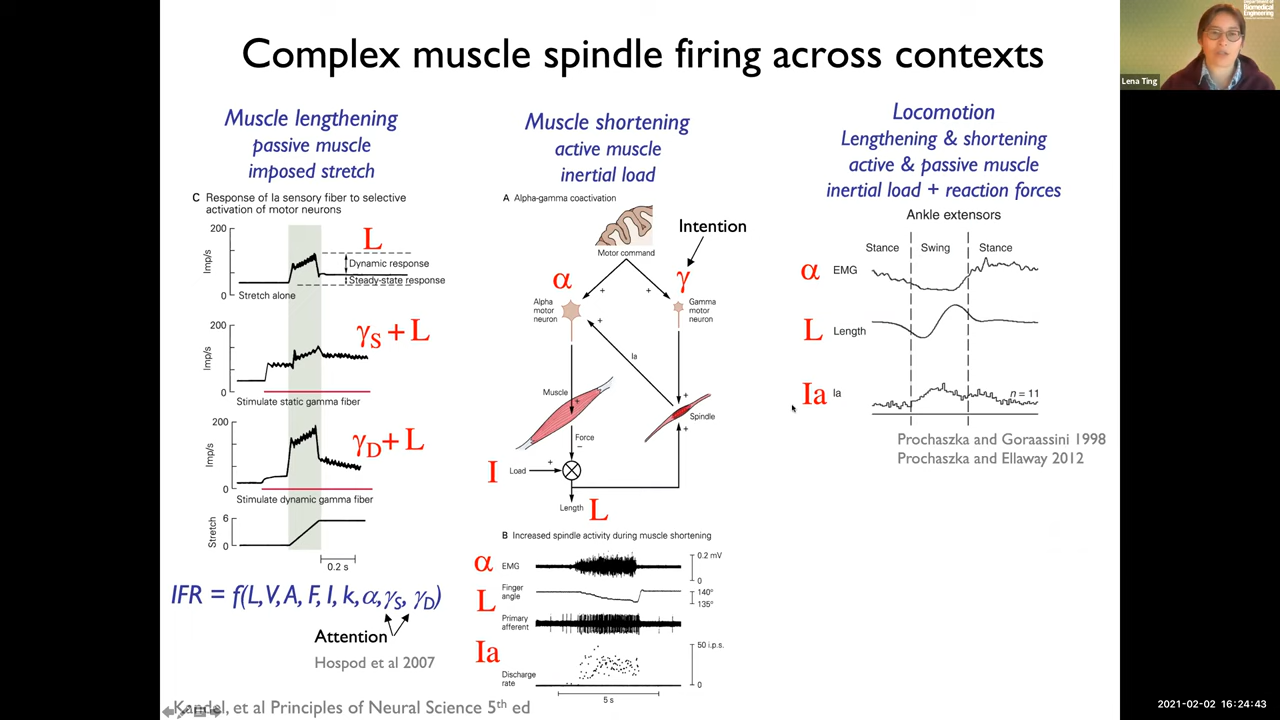 Complex muscle spindle firing across contexts
Biomedical
Engineering
Lena Ting
Muscle lengthening
passive muscle
imposed stretch
C Response of Ia sensory fiber to selective
activation of motor neurons
200
Imp/s
0
L
Dynamic response
Steady-state response
Stretch alone
200
Imp/s
0
γS + L
Stimulate static gamma fiber
200
Imp/s
0
γD + L
Stimulate dynamic gamma fiber
6
Stretch
0
0.2 s
IFR = f(L,V,A, F, I, k,α,γS, γD)
Attention
Hospod et al 2007
Kandel, et al Principles of Neural Science 5th ed
Muscle shortening
active muscle
inertial load
A Alpha-gamma coactivation
Intention
Motor command
α
γ
+
+
Alpha
motor
neuron
Gamma
motor
neuron
+
Ia
Muscle
+
+
Spindle
+
Force
−
I
Load
+
Length
L
B Increased spindle activity during muscle shortening
α
EMG
0.2 mV
0
L
Finger
angle
140°
135°
Primary
afferent
Ia
50 i.p.s.
Discharge
rate
0
5 s
Locomotion
Lengthening & shortening
active & passive muscle
inertial load + reaction forces
Ankle extensors
Stance Swing Stance
α EMG
L Length
Ia Ia
n = 11
Prochaszka and Goraassini 1998
Prochaszka and Ellaway 2012
2021-02-02 16:24:43